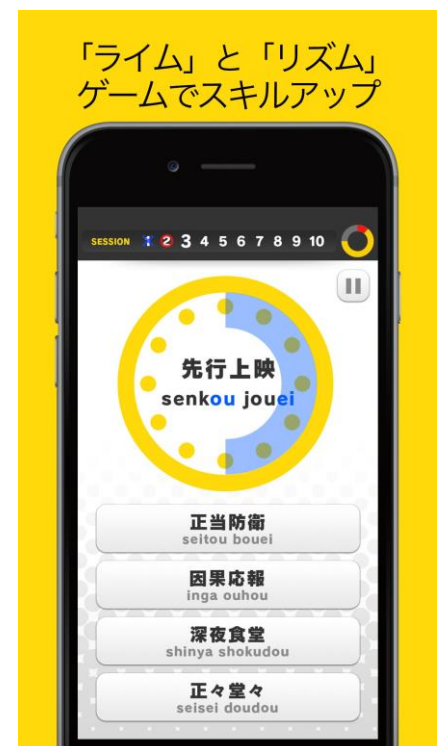 「ライム」と「リズム」
ゲームでスキルアップ
SESSION 1 2 3 4 5 6 7 8 9 10
先行上映
senkou jouei
正当防衛
seitou bouei
因果応報
inga ouhou
深夜食堂
shinya shokudou
正々堂々
seisei doudou